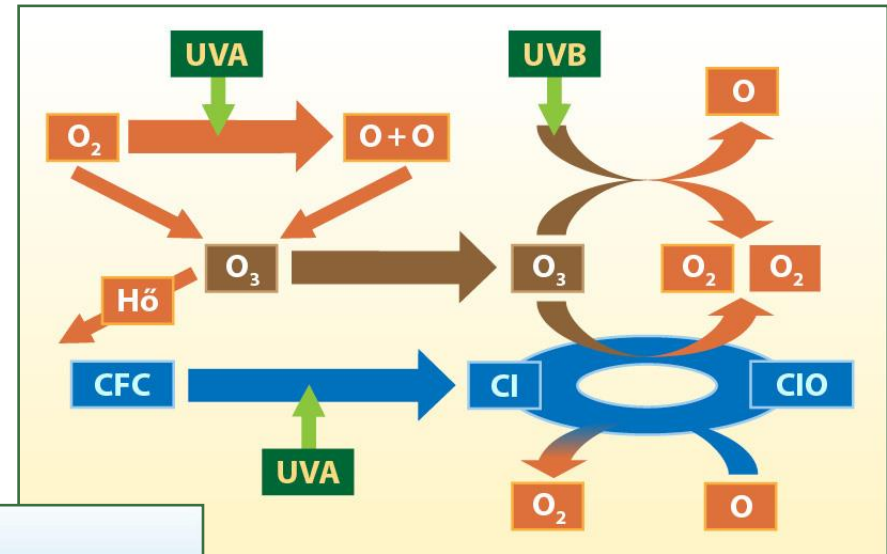 UVA
UVB
O
O₂
O + O
O₃
O₃
O₂
O₂
Hő
CFC
Cl
ClO
UVA
O₂
O